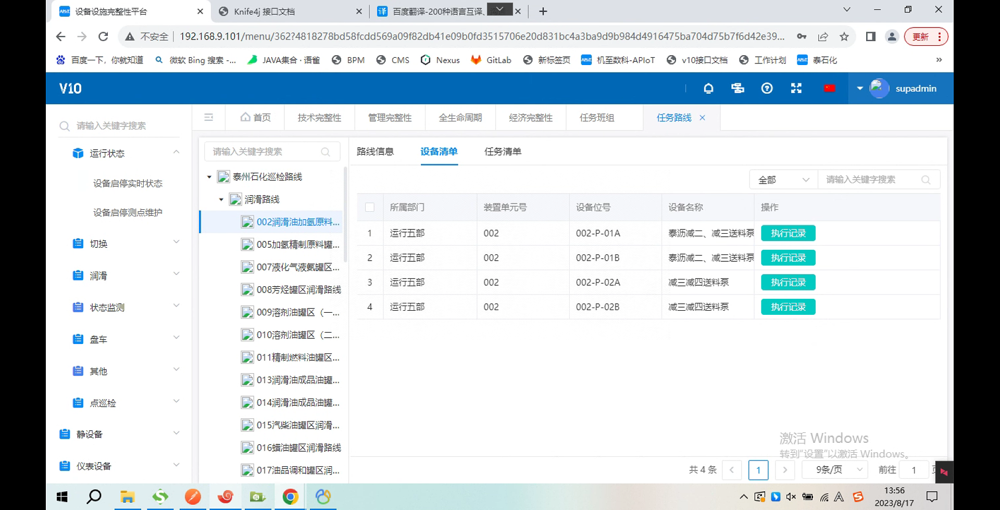 设备设施完整性平台
Knife4j 接口文档
译 百度翻译-200种语言互译、
不安全
192.168.9.101/menu/362?4818278bd58fcdd569a09f82db41e09b0fd3515706e20d831bc4a3ba9d9b984d4916475ba704d75b7f6d42e39...
更新
百度一下，你就知道
微软 Bing 搜索 -...
JAVA集合 · 语雀
BPM
CMS
Nexus
GitLab
新标签页
机至数科-APIoT
v10接口文档
工作计划
泰石化
V10
supadmin
请输入关键字搜索
首页
技术完整性
管理完整性
全生命周期
经济完整性
任务班组
任务路线
运行状态
设备启停实时状态
设备启停测点维护
切换
润滑
状态监测
盘车
其他
点巡检
静设备
仪表设备
请输入关键字搜索
泰州石化巡检路线
润滑路线
002润滑油加氢原料...
005加氢精制原料罐...
007液化气液氨罐区...
008芳烃罐区润滑路线
009溶剂油罐区（一...
010溶剂油罐区（二...
011精制燃料油罐区...
013润滑油成品油罐...
014润滑油成品油罐...
015汽柴油罐区润滑...
016蜡油罐区润滑路线
017油品调和罐区润...
路线信息
设备清单
任务清单
全部
请输入关键字搜索
所属部门 装置单元号 设备位号 设备名称 操作
1 运行五部 002 002-P-01A 泰沥减二、减三送料泵 执行记录
2 运行五部 002 002-P-01B 泰沥减二、减三送料泵 执行记录
3 运行五部 002 002-P-02A 减三减四送料泵 执行记录
4 运行五部 002 002-P-02B 减三减四送料泵 执行记录
激活 Windows
转到"设置"以激活 Windows。
共 4 条
1
9条/页
前往 1
13:56
2023/8/17